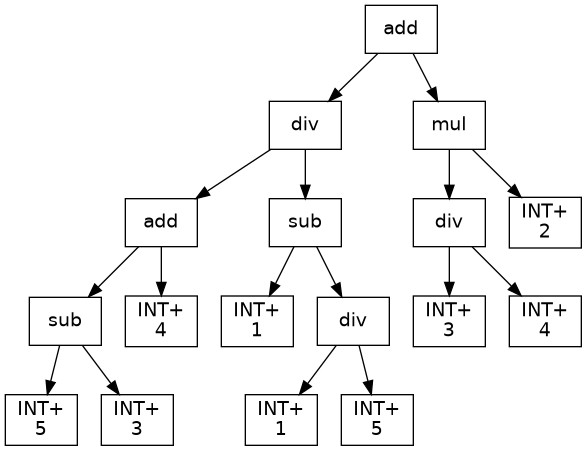 add
div
mul
add
sub
div
INT+
2
sub
INT+
4
INT+
1
div
INT+
3
INT+
4
INT+
5
INT+
3
INT+
1
INT+
5